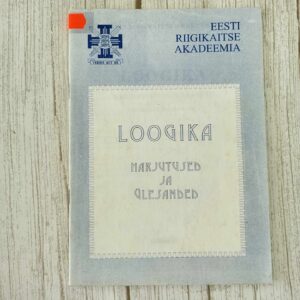 EESTI
RIIGIKAITSE
AKADEEMIA
LOOGIKA
HARJUTUSED
JA
ÜLESANDED